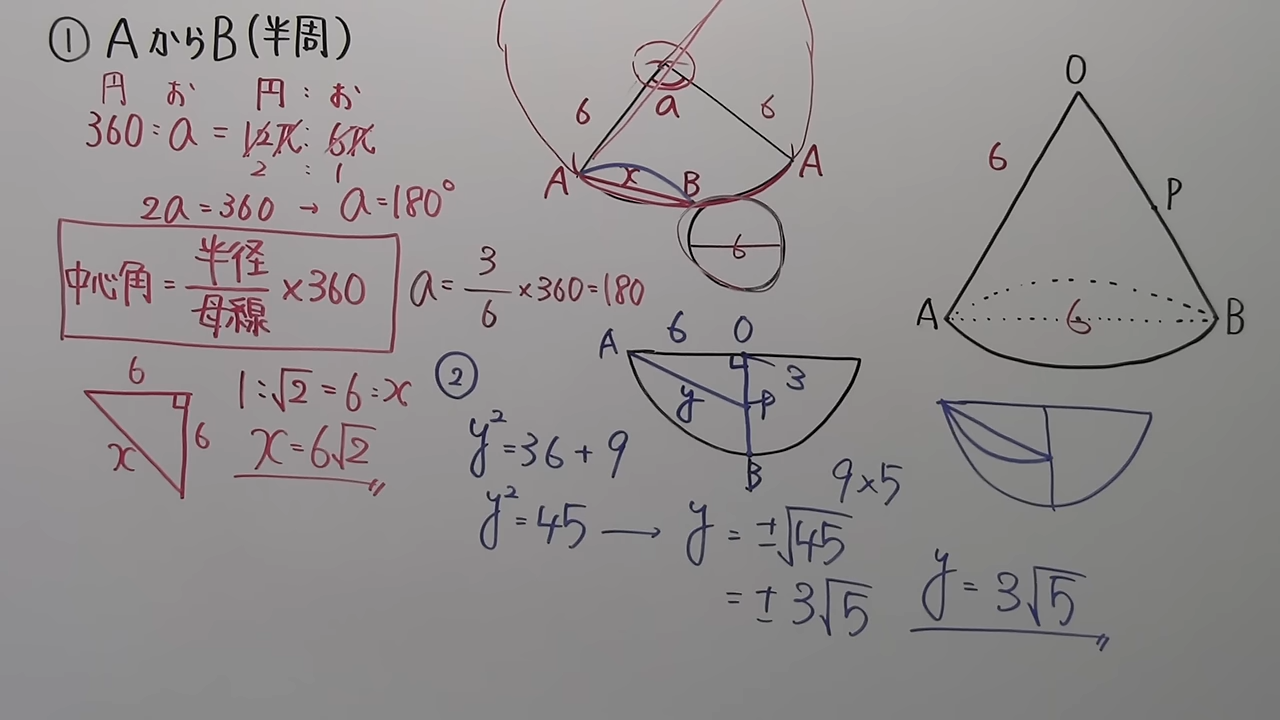 ① AからB(半周)
円 お 円 : お
360 : a = 12π : 6π
2 : 1
2a = 360 → a = 180°
中心角 = 半径/母線 × 360
a = 3/6 × 360 = 180
6
6
x
1 : √2 = 6 : x
x = 6√2
6
a
6
A
x
B
A
6
②
A
6
O
3
y
P
B
y² = 36 + 9
9×5
y² = 45 → y = ±√45
= ± 3√5
y = 3√5
O
6
P
A
6
B